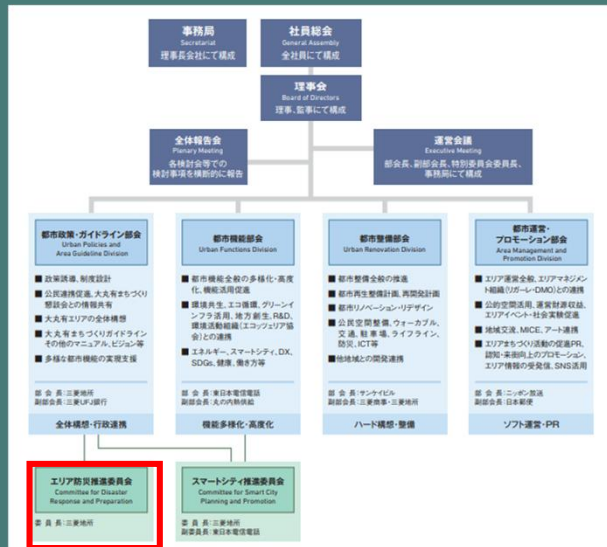 事務局
Secretariat
理事長会社にて構成
社員総会
General Assembly
全社員にて構成
理事会
Board of Directors
理事、監事にて構成
全体報告会
Plenary Meeting
各検討会等での
検討事項を横断的に報告
運営会議
Executive Meeting
部会長、副部会長、特別委員会委員長、
事務局にて構成
都市政策・ガイドライン部会
Urban Policies and
Area Guideline Division
■ 政策誘導、制度設計
■ 公民連携促進、大丸有まちづくり
懇談会との情報共有
■ 大丸有エリアの全体構想
■ 大丸有まちづくりガイドライン
その他のマニュアル、ビジョン等
■ 多様な都市機能の実現支援
部 会 長:三菱地所
副部会長:三菱UFJ銀行
全体構想・行政連携
都市機能部会
Urban Functions Division
■ 都市機能全般の多様化・高度
化、機能活用促進
■ 環境共生、エコ循環、グリーンイ
ンフラ活用、地方創生、R&D、
環境活動組織(エコッツェリア協
会)との連携
■ エネルギー、スマートシティ、DX、
SDGs、健康、働き方等
部 会 長:東日本電信電話
副部会長:丸の内熱供給
機能多様化・高度化
都市整備部会
Urban Renovation Division
■ 都市整備全般の推進
■ 都市再生整備計画、再開発計画
■ 都市リノベーション・リデザイン
■ 公民空間整備、ウォーカブル、
交通、駐車場、ライフライン、
防災、ICT等
■ 他地域との開発連携
部 会 長:サンケイビル
副部会長:三菱商事・三菱地所
ハード構想・整備
都市運営・
プロモーション部会
Area Management and
Promotion Division
■ エリア運営全般、エリアマネジメン
ト組織(リガーレ・DMO)との連携
■ 公的空間活用、運営財源収益、
エリアイベント・社会実験促進
■ 地域交流、MICE、アート連携
■ エリアまちづくり活動の促進PR、
認知・来街向上のプロモーション、
エリア情報の受発信、SNS活用
部 会 長:ニッポン放送
副部会長:日本郵便
ソフト運営・PR
エリア防災推進委員会
Committee for Disaster
Response and Preparation
委 員 長:三菱地所
スマートシティ推進委員会
Committee for Smart City
Planning and Promotion
委 員 長:三菱地所
副委員長:東日本電信電話